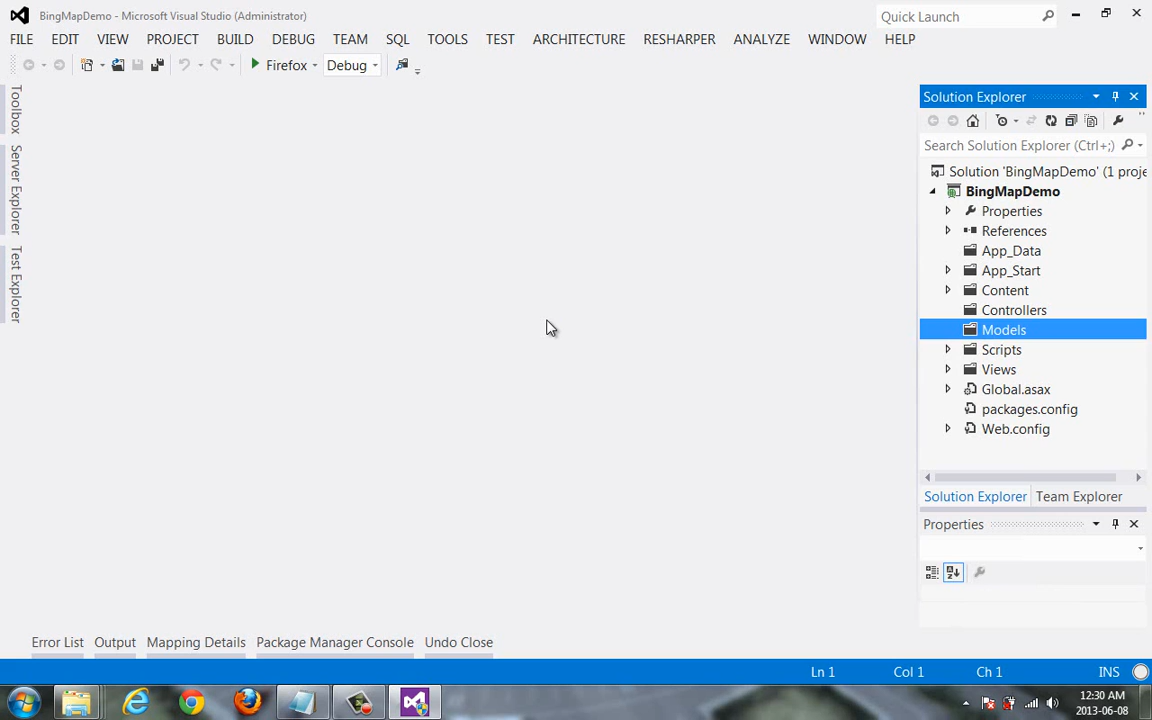 BingMapDemo - Microsoft Visual Studio (Administrator)
Quick Launch
FILE EDIT VIEW PROJECT BUILD DEBUG TEAM SQL TOOLS TEST ARCHITECTURE RESHARPER ANALYZE WINDOW HELP
Firefox Debug
Toolbox
Server Explorer
Test Explorer
Solution Explorer
Search Solution Explorer (Ctrl+;)
Solution 'BingMapDemo' (1 proje
BingMapDemo
Properties
References
App_Data
App_Start
Content
Controllers
Models
Scripts
Views
Global.asax
packages.config
Web.config
Solution Explorer Team Explorer
Properties
Error List Output Mapping Details Package Manager Console Undo Close
Ln 1 Col 1 Ch 1 INS
12:30 AM
2013-06-08